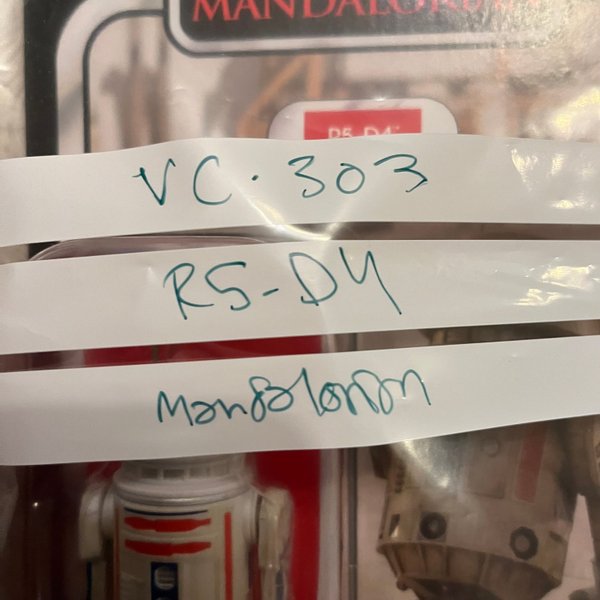 MANDALORIAN
R5-D4
VC. 303
R5-D4
Mandalorian